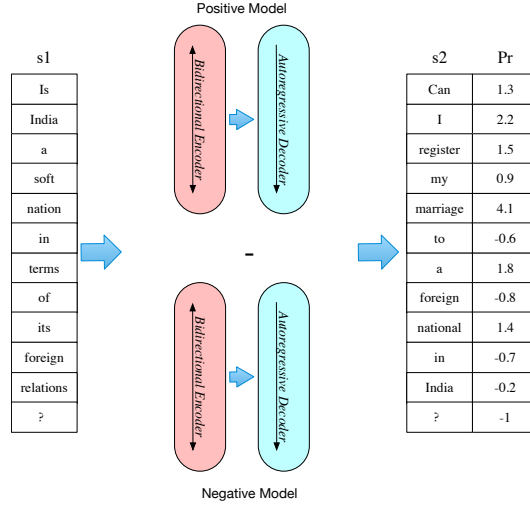 Positive Model
s1
Is
India
a
soft
nation
in
terms
of
its
foreign
relations
?
Bidirectional Encoder
Autoregressive Decoder
-
Bidirectional Encoder
Autoregressive Decoder
Negative Model
s2 Pr
Can 1.3
I 2.2
register 1.5
my 0.9
marriage 4.1
to -0.6
a 1.8
foreign -0.8
national 1.4
in -0.7
India -0.2
? -1